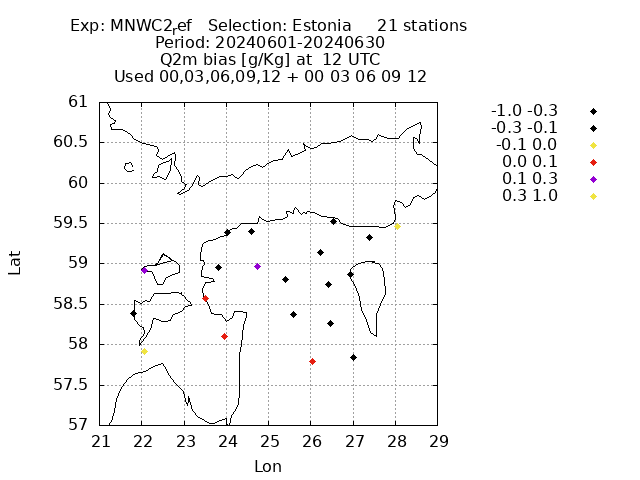 Exp: MNWC2ref   Selection: Estonia     21 stations
Period: 20240601-20240630
Q2m bias [g/Kg] at  12 UTC
Used 00,03,06,09,12 + 00 03 06 09 12
-1.0 -0.3
-0.3 -0.1
-0.1 0.0
0.0 0.1
0.1 0.3
0.3 1.0
61
60.5
60
59.5
59
58.5
58
57.5
57
Lat
21 22 23 24 25 26 27 28 29
Lon